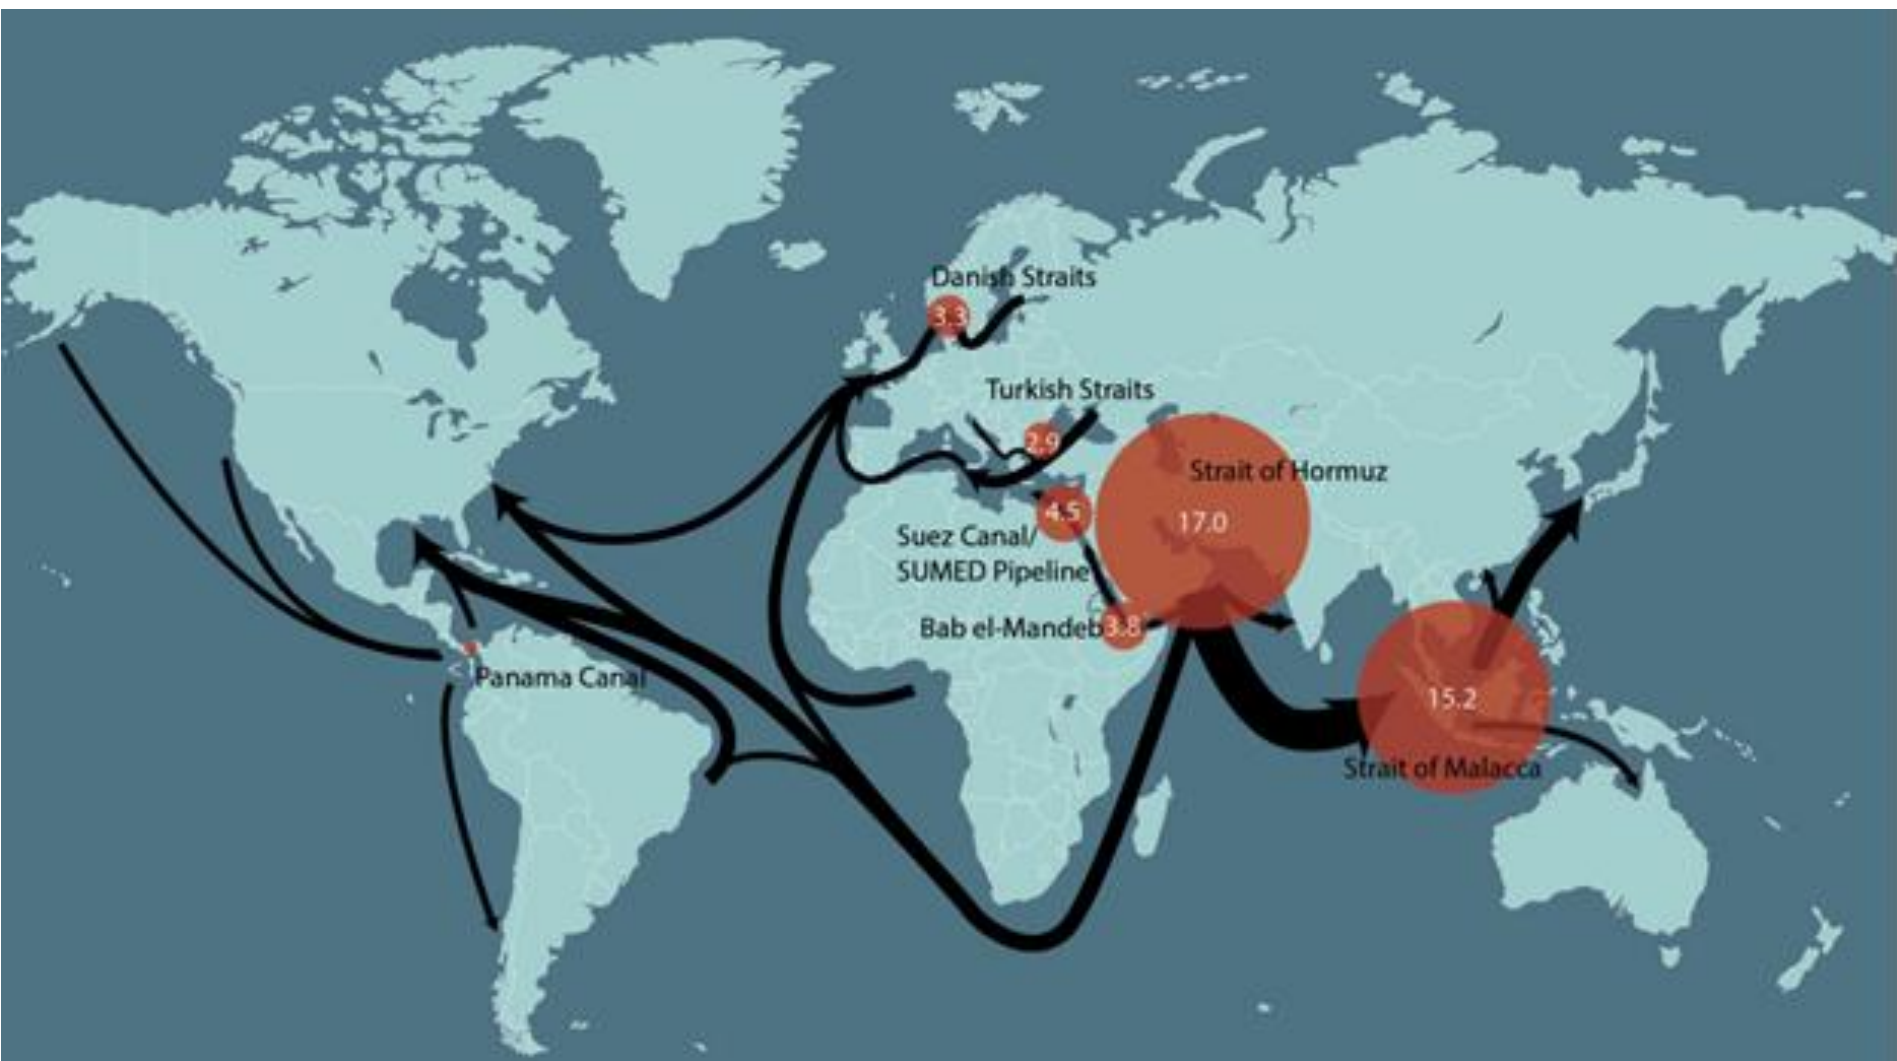 Danish Straits
3.3
Turkish Straits
2.9
Strait of Hormuz
17.0
4.5
Suez Canal/
SUMED Pipeline
Bab el-Mandeb
3.8
Panama Canal
15.2
Strait of Malacca